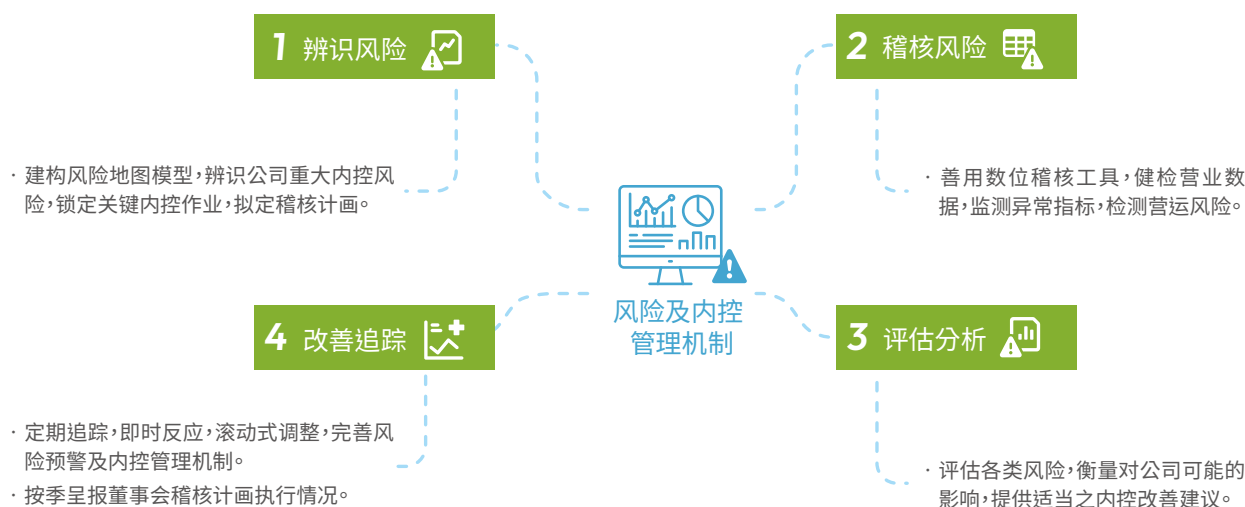 1 辨识风险
· 建构风险地图模型，辨识公司重大内控风
险，锁定关键内控作业，拟定稽核计画。
2 稽核风险
· 善用数位稽核工具，健检营业数
据，监测异常指标，检测营运风险。
风险及内控
管理机制
3 评估分析
· 评估各类风险，衡量对公司可能的
影响，提供适当之内控改善建议。
4 改善追踪
· 定期追踪，即时反应，滚动式调整，完善风
险预警及内控管理机制。
· 按季呈报董事会稽核计画执行情况。